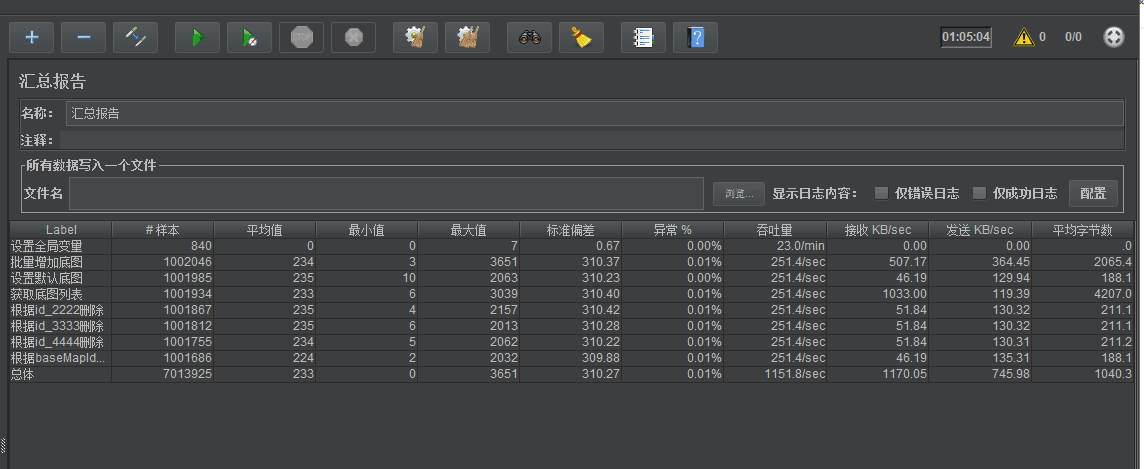 01:05:04 0 0/0
汇总报告
名称： 汇总报告
注释：
所有数据写入一个文件
文件名 浏览... 显示日志内容： 仅错误日志 仅成功日志 配置
Label # 样本 平均值 最小值 最大值 标准偏差 异常 % 吞吐量 接收 KB/sec 发送 KB/sec 平均字节数
设置全局变量 840 0 0 7 0.67 0.00% 23.0/min 0.00 0.00 .0
批量增加底图 1002046 234 3 3651 310.37 0.01% 251.4/sec 507.17 364.45 2065.4
设置默认底图 1001985 235 10 2063 310.23 0.00% 251.4/sec 46.19 129.94 188.1
获取底图列表 1001934 233 6 3039 310.40 0.01% 251.4/sec 1033.00 119.39 4207.0
根据id_2222删除 1001867 235 4 2157 310.42 0.01% 251.4/sec 51.84 130.32 211.1
根据id_3333删除 1001812 235 6 2013 310.28 0.01% 251.4/sec 51.84 130.32 211.1
根据id_4444删除 1001755 234 5 2062 310.22 0.01% 251.4/sec 51.84 130.31 211.2
根据baseMapId... 1001686 224 2 2032 309.88 0.01% 251.4/sec 46.19 135.31 188.1
总体 7013925 233 0 3651 310.27 0.01% 1151.8/sec 1170.05 745.98 1040.3